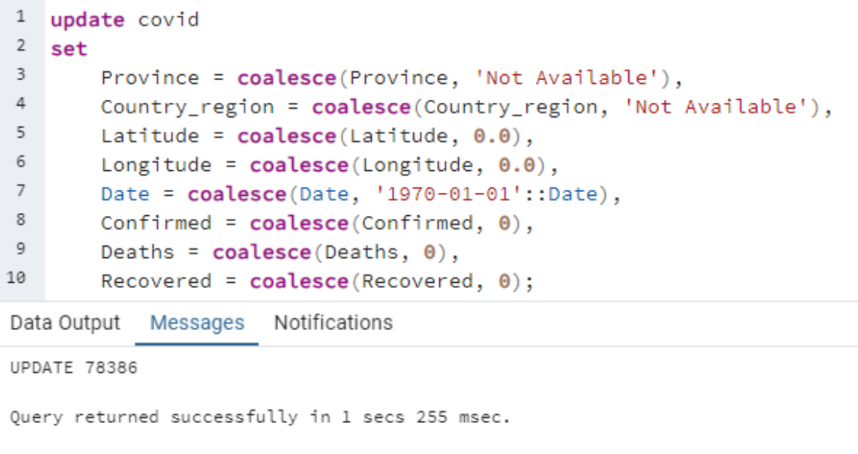 1 update covid
2 set
3 Province = coalesce(Province, 'Not Available'),
4 Country_region = coalesce(Country_region, 'Not Available'),
5 Latitude = coalesce(Latitude, 0.0),
6 Longitude = coalesce(Longitude, 0.0),
7 Date = coalesce(Date, '1970-01-01'::Date),
8 Confirmed = coalesce(Confirmed, 0),
9 Deaths = coalesce(Deaths, 0),
10 Recovered = coalesce(Recovered, 0);
Data Output Messages Notifications
UPDATE 78386
Query returned successfully in 1 secs 255 msec.